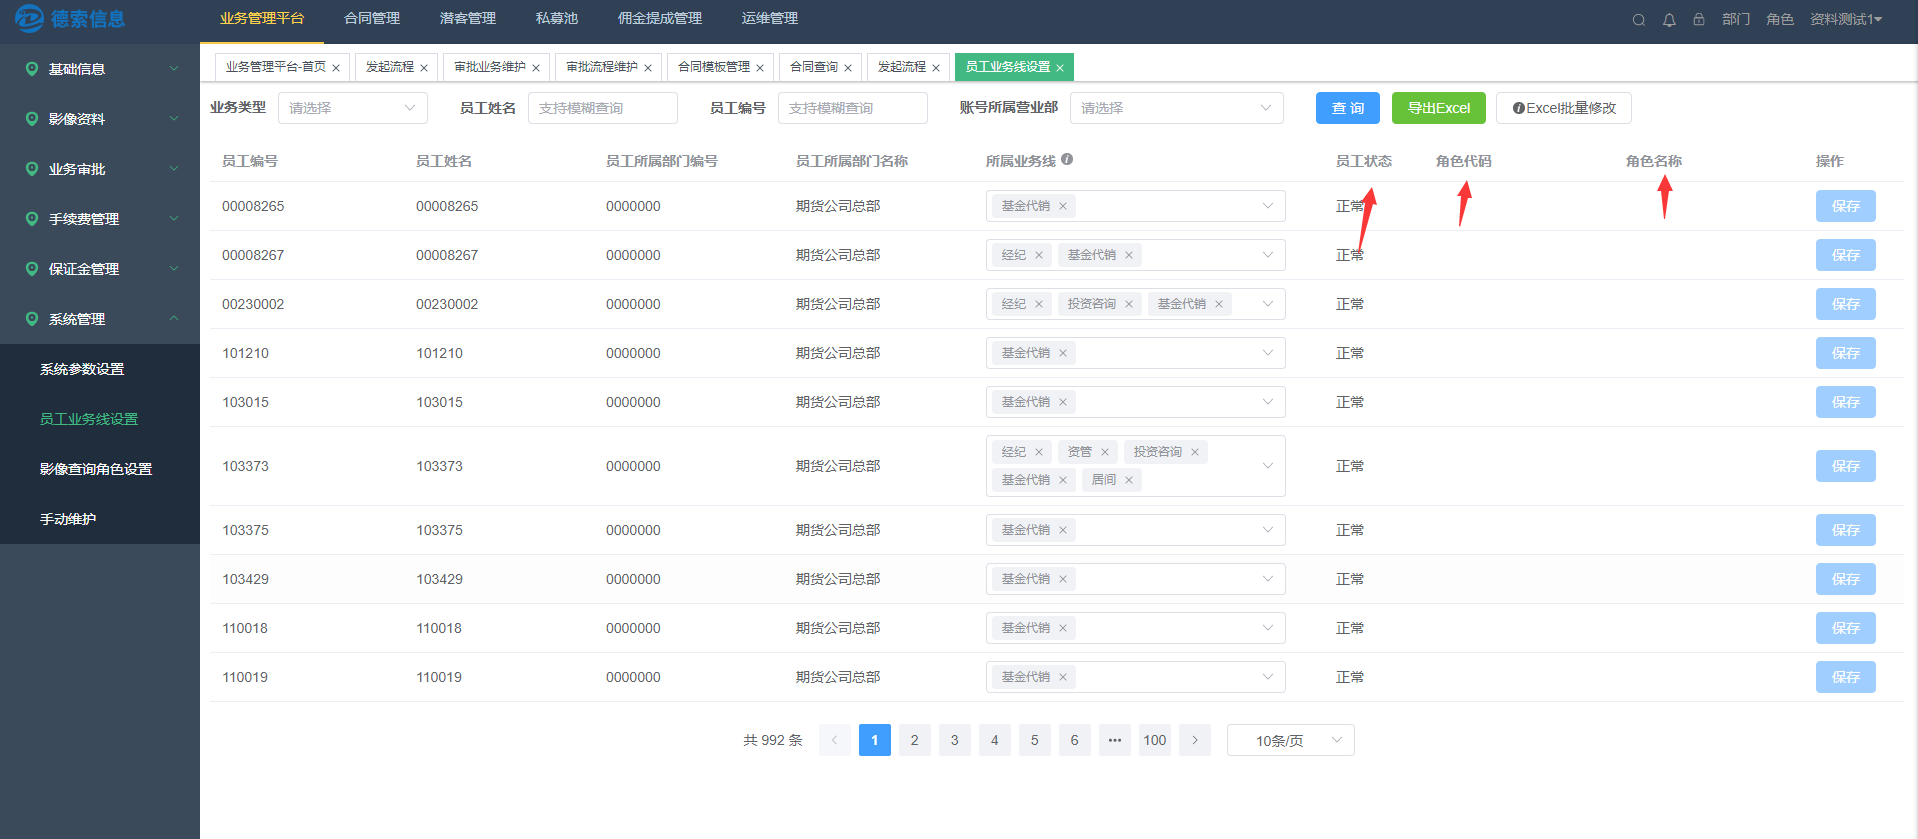 德索信息
业务管理平台 合同管理 潜客管理 私募池 佣金提成管理 运维管理
部门 角色 资料测试1
基础信息
影像资料
业务审批
手续费管理
保证金管理
系统管理
系统参数设置
员工业务线设置
影像查询角色设置
手动维护
业务管理平台-首页 × 发起流程 × 审批业务维护 × 审批流程维护 × 合同模板管理 × 合同查询 × 发起流程 × 员工业务线设置 ×
业务类型 请选择 员工姓名 支持模糊查询 员工编号 支持模糊查询 账号所属营业部 请选择 查 询 导出Excel Excel批量修改
员工编号 员工姓名 员工所属部门编号 员工所属部门名称 所属业务线 员工状态 角色代码 角色名称 操作
00008265 00008265 0000000 期货公司总部 基金代销 × 正常 保存
00008267 00008267 0000000 期货公司总部 经纪 × 基金代销 × 正常 保存
00230002 00230002 0000000 期货公司总部 经纪 × 投资咨询 × 基金代销 × 正常 保存
101210 101210 0000000 期货公司总部 基金代销 × 正常 保存
103015 103015 0000000 期货公司总部 基金代销 × 正常 保存
经纪 × 资管 × 投资咨询 ×
103373 103373 0000000 期货公司总部 正常 保存
基金代销 × 居间 ×
103375 103375 0000000 期货公司总部 基金代销 × 正常 保存
103429 103429 0000000 期货公司总部 基金代销 × 正常 保存
110018 110018 0000000 期货公司总部 基金代销 × 正常 保存
110019 110019 0000000 期货公司总部 基金代销 × 正常 保存
共 992 条 1 2 3 4 5 6 ••• 100 10条/页